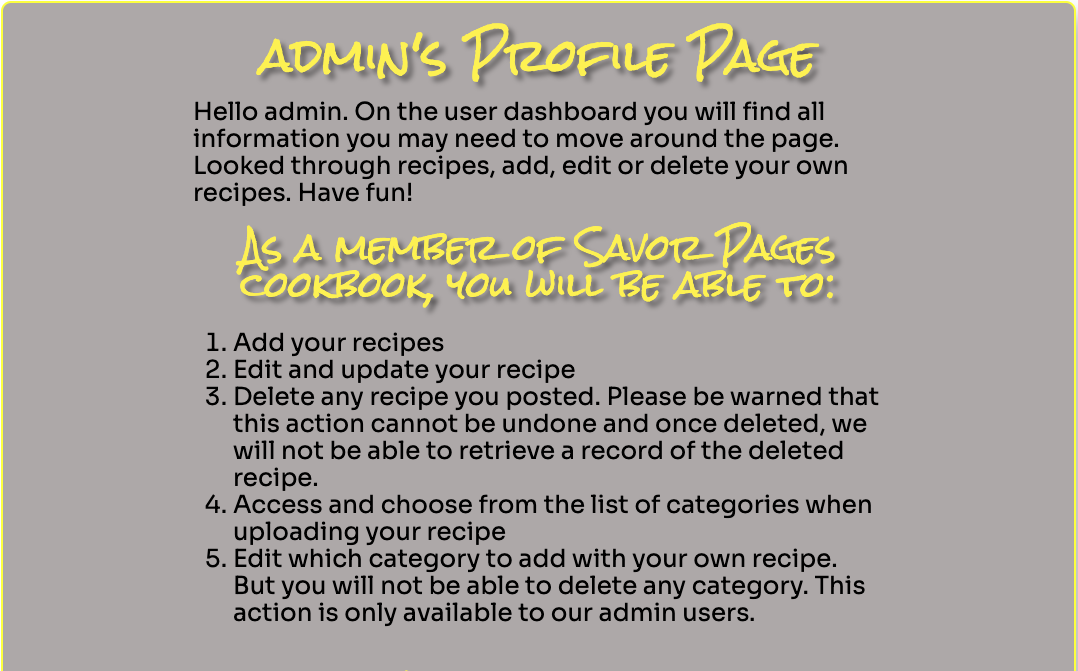 admin's Profile Page
Hello admin. On the user dashboard you will find all
information you may need to move around the page.
Looked through recipes, add, edit or delete your own
recipes. Have fun!
As a member of Savor Pages
cookbook, you will be able to:
1. Add your recipes
2. Edit and update your recipe
3. Delete any recipe you posted. Please be warned that
this action cannot be undone and once deleted, we
will not be able to retrieve a record of the deleted
recipe.
4. Access and choose from the list of categories when
uploading your recipe
5. Edit which category to add with your own recipe.
But you will not be able to delete any category. This
action is only available to our admin users.